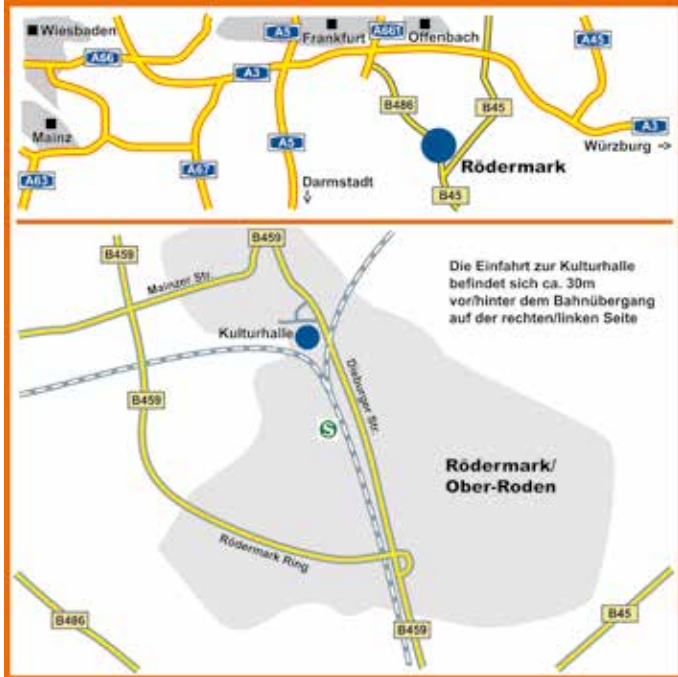 Wiesbaden
A66
Mainz
A63
A67
A3
A5
Frankfurt
A661
Offenbach
A45
B486
B45
A5
A3
Würzburg ->
Darmstadt
Rödermark
B45
B459
B459
Mainzer Str.
Die Einfahrt zur Kulturhalle
befindet sich ca. 30m
vor/hinter dem Bahnübergang
auf der rechten/linken Seite
Kulturhalle
Dieburger Str.
B459
S
Rödermark/
Ober-Roden
Rödermark Ring
B486
B459
B45